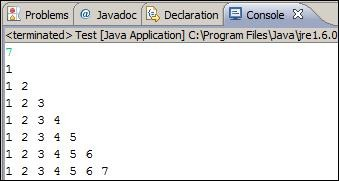 Problems @ Javadoc Declaration Console
<terminated> Test [Java Application] C:\Program Files\Java\jre1.6.0
7
1
1 2
1 2 3
1 2 3 4
1 2 3 4 5
1 2 3 4 5 6
1 2 3 4 5 6 7